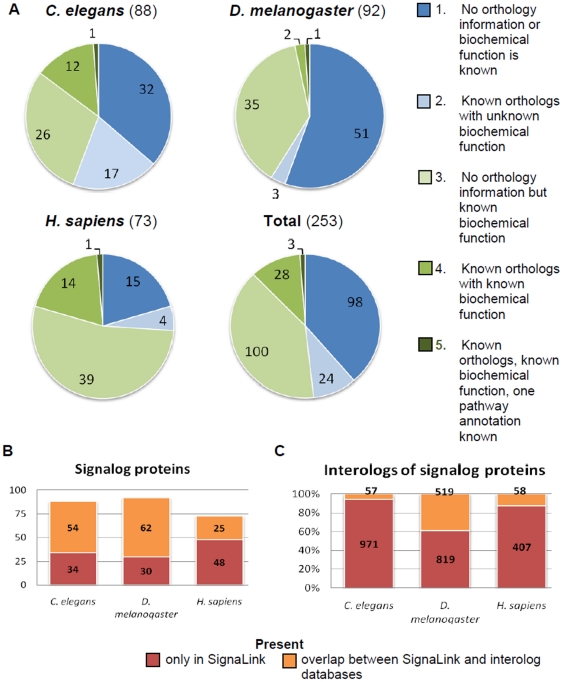 A
C. elegans (88)
1
12
32
26
17
D. melanogaster (92)
2
1
35
51
3
H. sapiens (73)
1
14
15
4
39
Total (253)
3
28
98
100
24
1. No orthology
information or
biochemical
function is
known
2. Known orthologs
with unknown
biochemical
function
3. No orthology
information but
known
biochemical
function
4. Known orthologs
with known
biochemical
function
5. Known
orthologs, known
biochemical
function, one
pathway
annotation
known
B
Signalog proteins
100
75
50
25
0
54
34
62
30
25
48
C. elegans
D.
melanogaster
H. sapiens
C
Interologs of signalog proteins
100%
80%
60%
40%
20%
0%
57
971
519
819
58
407
C. elegans
D.
melanogaster
H. sapiens
Present
only in SignaLink
overlap between SignaLink and interolog
databases